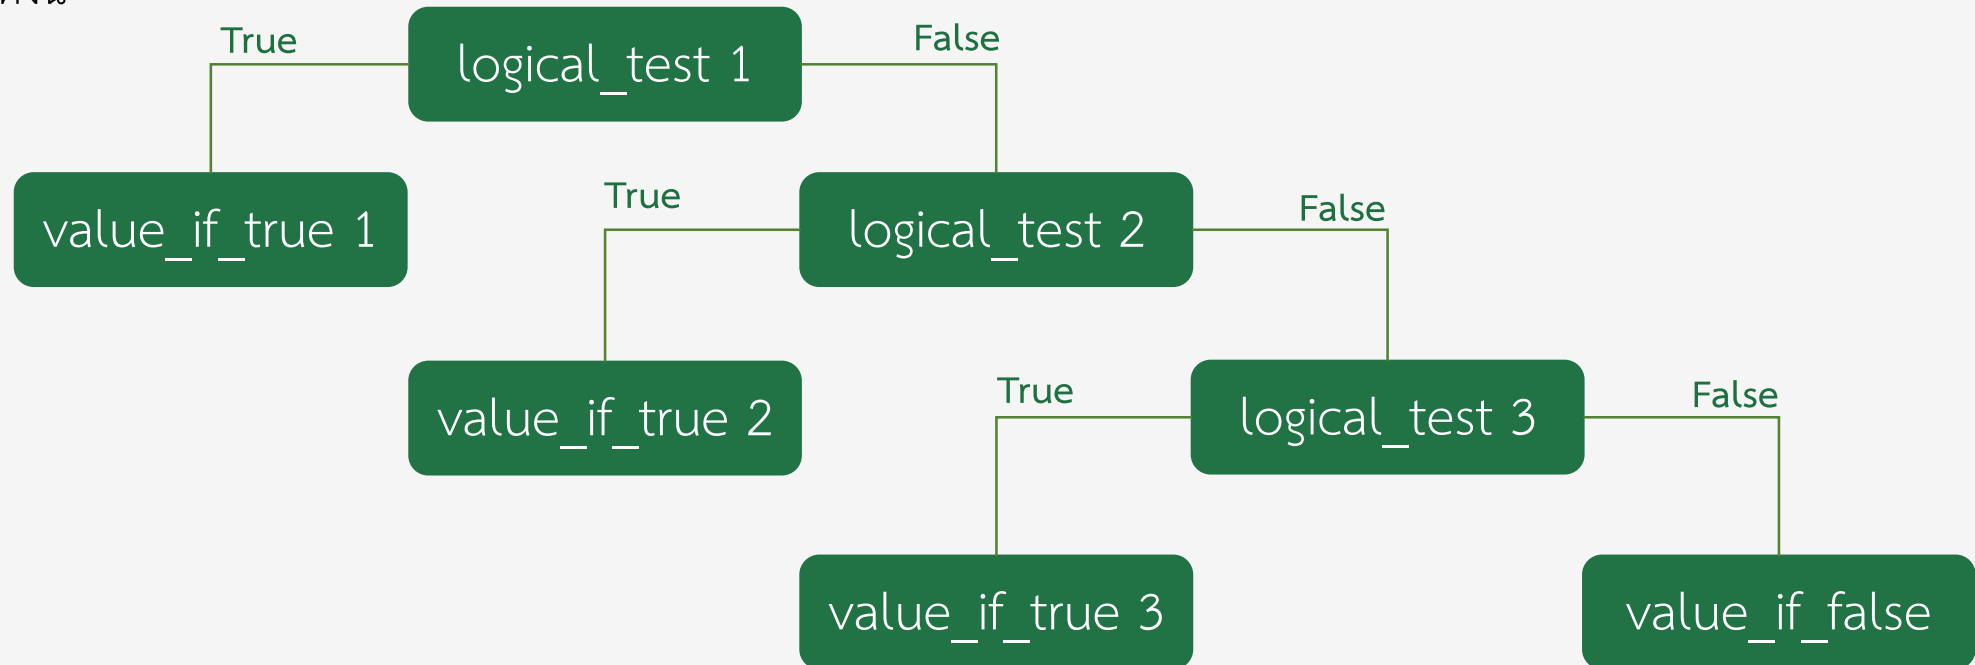 True
logical_test 1
False
value_if_true 1
True
logical_test 2
False
value_if_true 2
True
logical_test 3
False
value_if_true 3
value_if_false